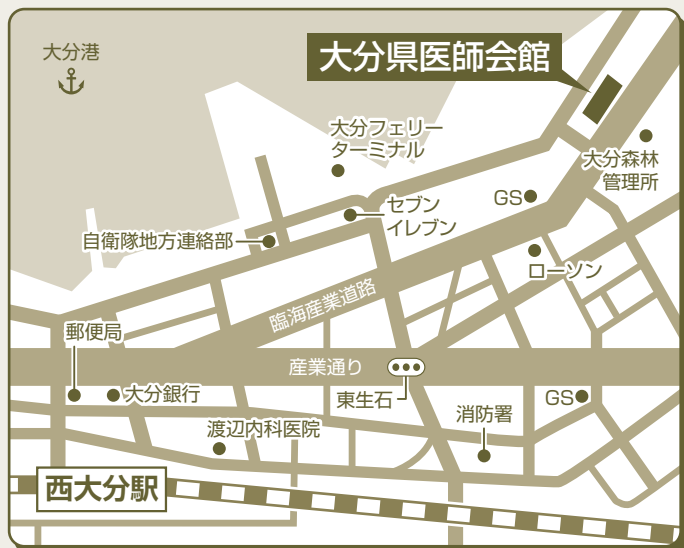 大分港
大分県医師会館
大分フェリー
ターミナル
大分森林
管理所
GS
セブン
イレブン
自衛隊地方連絡部
ローソン
臨海産業道路
郵便局
産業通り
大分銀行
東生石
GS
消防署
渡辺内科医院
西大分駅